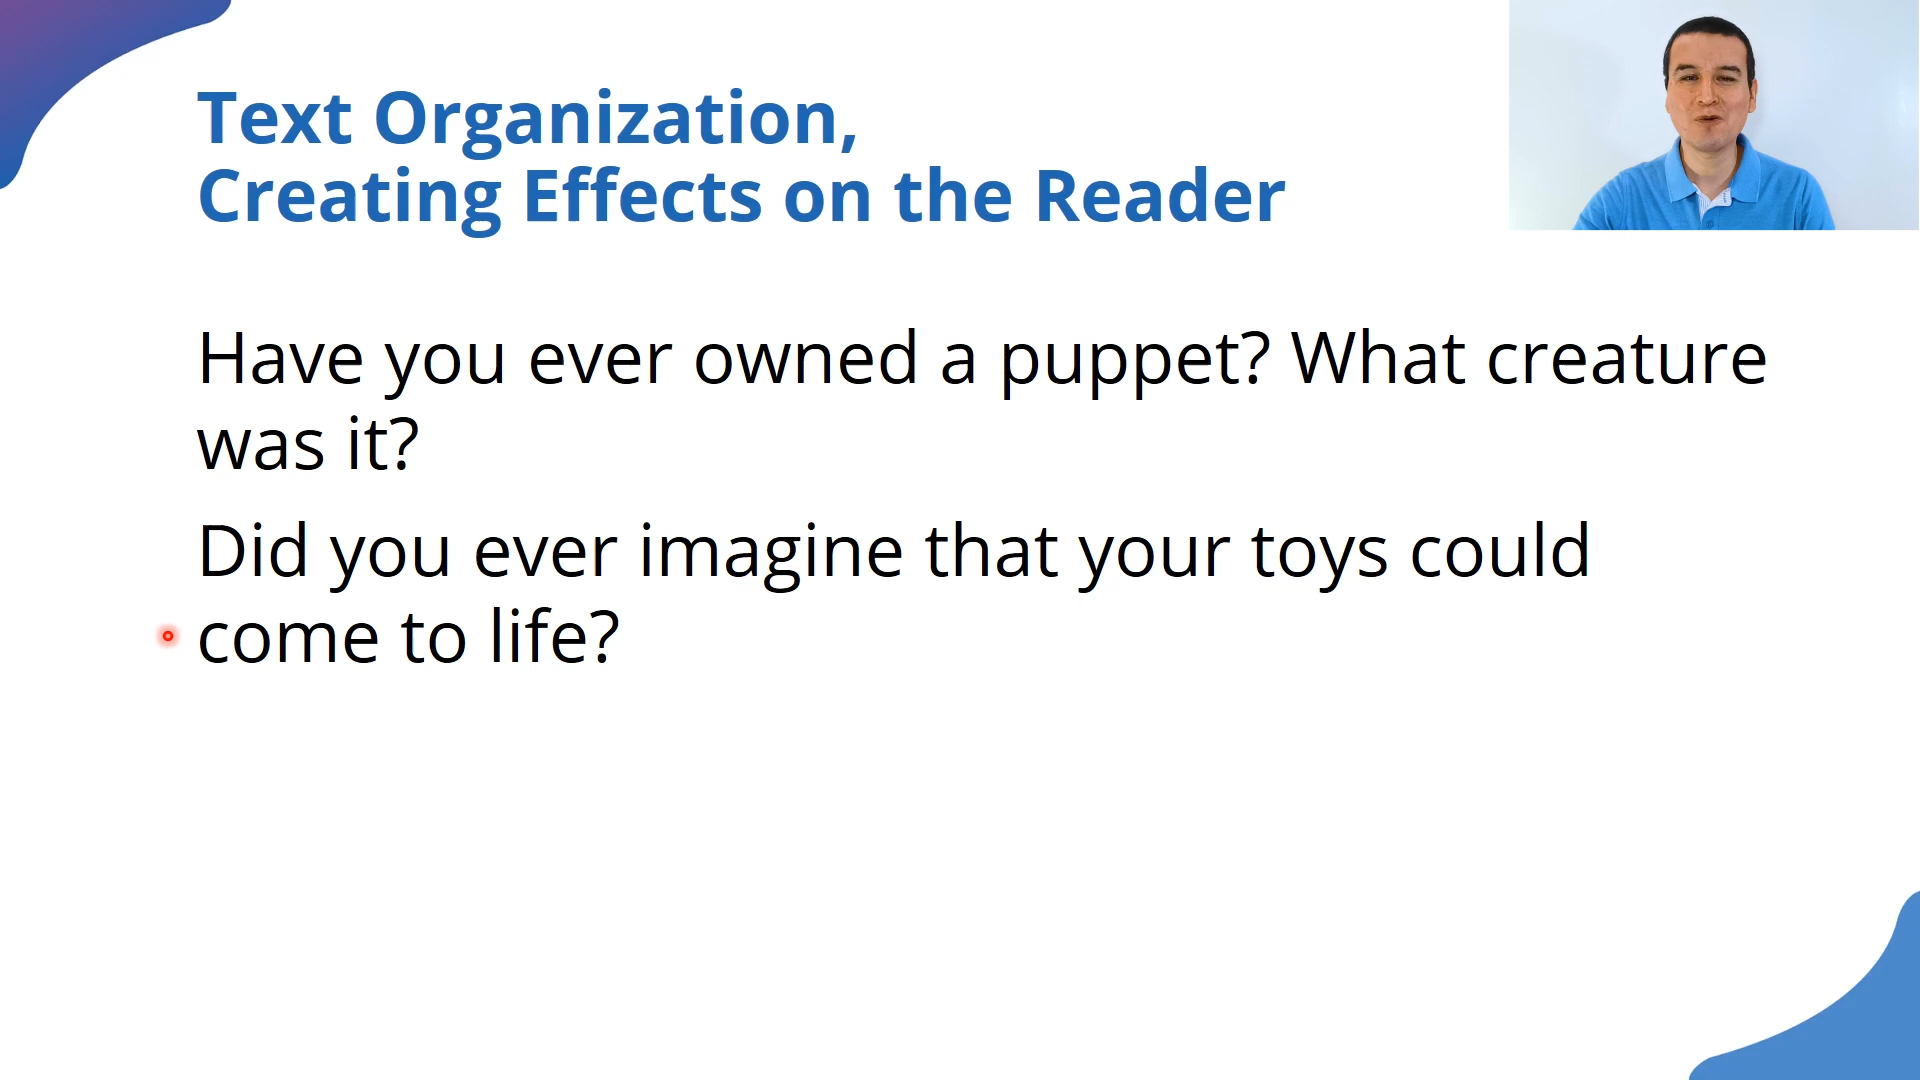 Text Organization,
Creating Effects on the Reader
Have you ever owned a puppet? What creature
was it?
Did you ever imagine that your toys could
come to life?